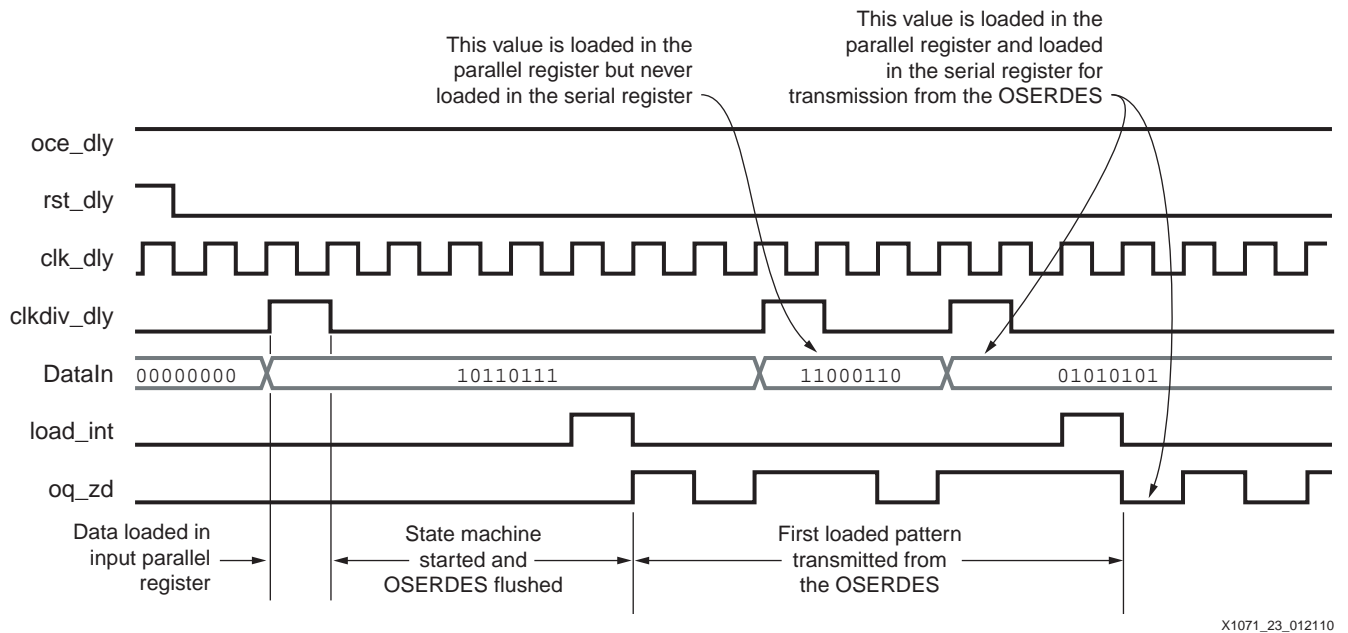 This value is loaded in the
parallel register but never
loaded in the serial register
This value is loaded in the
parallel register and loaded
in the serial register for
transmission from the OSERDES
oce_dly
rst_dly
clk_dly
clkdiv_dly
DataIn
00000000
10110111
11000110
01010101
load_int
oq_zd
Data loaded in
input parallel
register
State machine
started and
OSERDES flushed
First loaded pattern
transmitted from
the OSERDES
X1071_23_012110